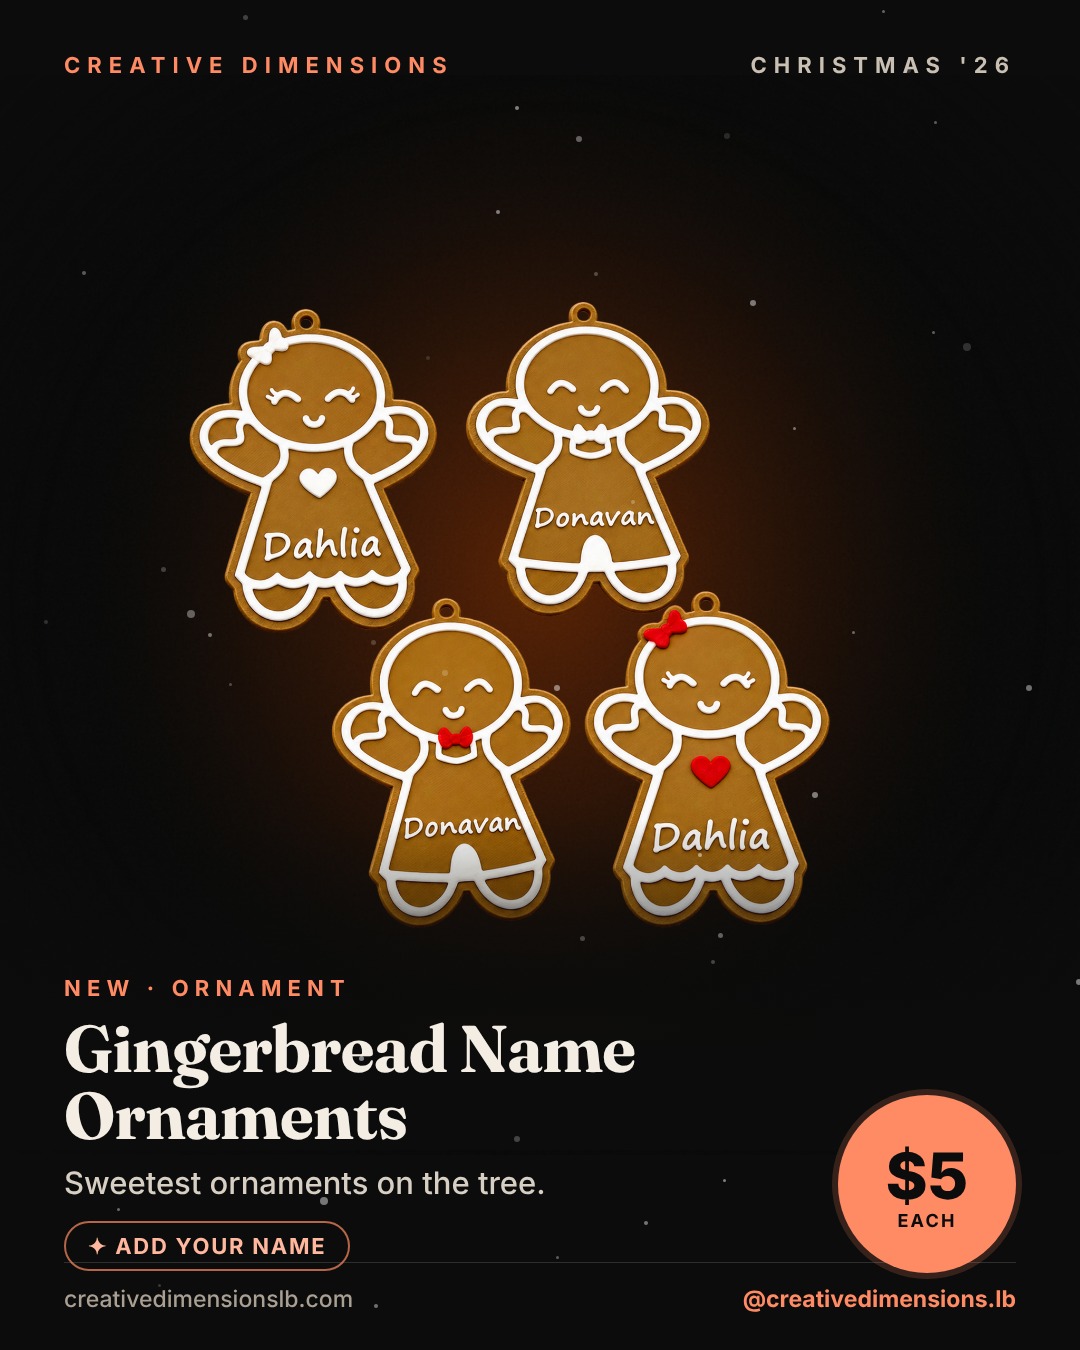 CREATIVE DIMENSIONS
CHRISTMAS '26
Dahlia
Donavan
Donavan
Dahlia
NEW · ORNAMENT
Gingerbread Name
Ornaments
Sweetest ornaments on the tree.
✦ ADD YOUR NAME
$5
EACH
creativedimensionslb.com
@creativedimensions.lb